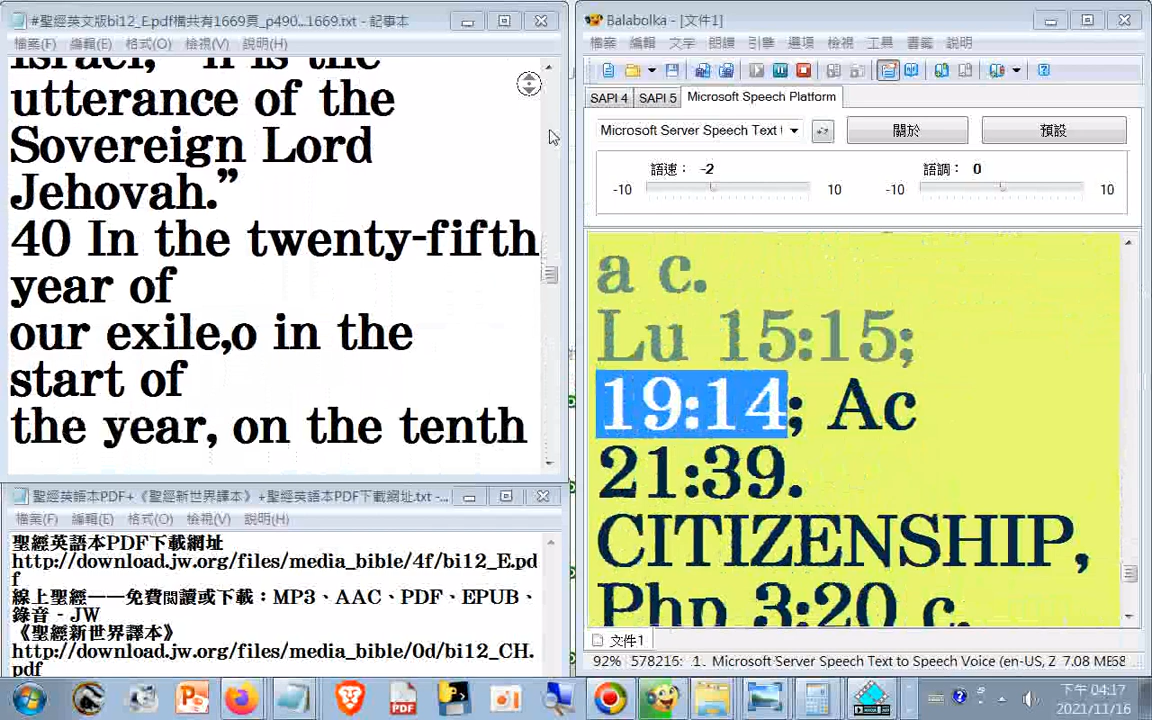 #聖經英文版bi12_E.pdf橫共有1669頁_p490...1669.txt - 記事本
檔案(F) 編輯(E) 格式(O) 檢視(V) 說明(H)
Israel,” “‘it is the
utterance of the
Sovereign Lord
Jehovah.”
40 In the twenty-fifth
year of
our exile,o in the
start of
the year, on the tenth
聖經英語本PDF+《聖經新世界譯本》+聖經英語本PDF下載網址.txt -...
檔案(F) 編輯(E) 格式(O) 檢視(V) 說明(H)
聖經英語本PDF下載網址
http://download.jw.org/files/media_bible/4f/bi12_E.pd
f
線上聖經──免費閱讀或下載：MP3、AAC、PDF、EPUB、
錄音 - JW
《聖經新世界譯本》
http://download.jw.org/files/media_bible/0d/bi12_CH.
pdf
Balabolka - [文件1]
檔案 編輯 文字 朗讀 引擎 選項 檢視 工具 書籤 說明
SAPI 4 SAPI 5 Microsoft Speech Platform
Microsoft Server Speech Text 關於 預設
語速： -2 語調： 0
-10 10 -10 10
a c.
Lu 15:15;
19:14; Ac
21:39.
CITIZENSHIP,
Php 3:20 c.
文件1
92% 578215: 1. Microsoft Server Speech Text to Speech Voice (en-US, Z 7.08 ME
PDF
下午 04:17
2021/11/16